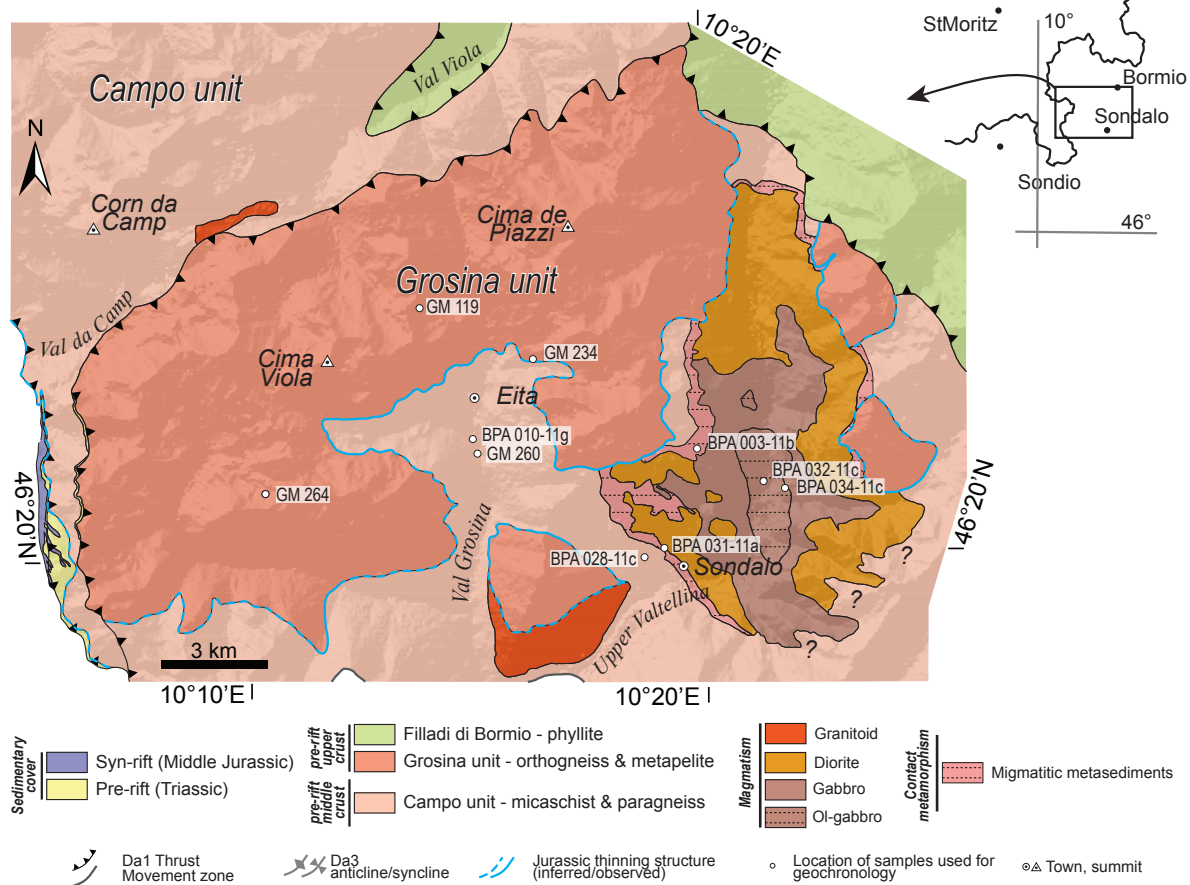 StMoritz
10°
Bormio
Sondalo
Sondio
46°
10°20'E
Val Viola
Campo unit
N
Corn da
Camp
Cima de
Piazzi
Grosina unit
GM 119
Val da Camp
Cima
Viola
GM 234
Eita
BPA 010-11g
GM 260
BPA 003-11b
BPA 032-11c
BPA 034-11c
GM 264
46°20'N
46°20'N
Val Grosina
BPA 031-11a
BPA 028-11c
Sondalo
Upper Valtellina
?
?
?
3 km
10°10'E
10°20'E
Sedimentary
cover
Syn-rift (Middle Jurassic)
Pre-rift (Triassic)
pre-rift
upper
crust
Filladi di Bormio - phyllite
Grosina unit - orthogneiss & metapelite
pre-rift
middle
crust
Campo unit - micaschist & paragneiss
Magmatism
Granitoid
Diorite
Gabbro
Ol-gabbro
Contact
metamorphism
Migmatitic metasediments
Da1 Thrust
Movement zone
Da3
anticline/syncline
Jurassic thinning structure
(inferred/observed)
Location of samples used for
geochronology
Town, summit